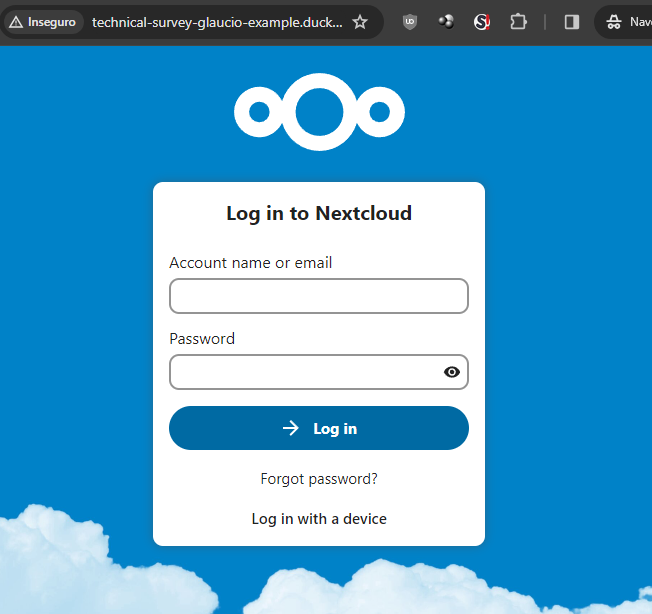 Inseguro technical-survey-glaucio-example.duck...
Log in to Nextcloud
Account name or email
Password
Log in
Forgot password?
Log in with a device